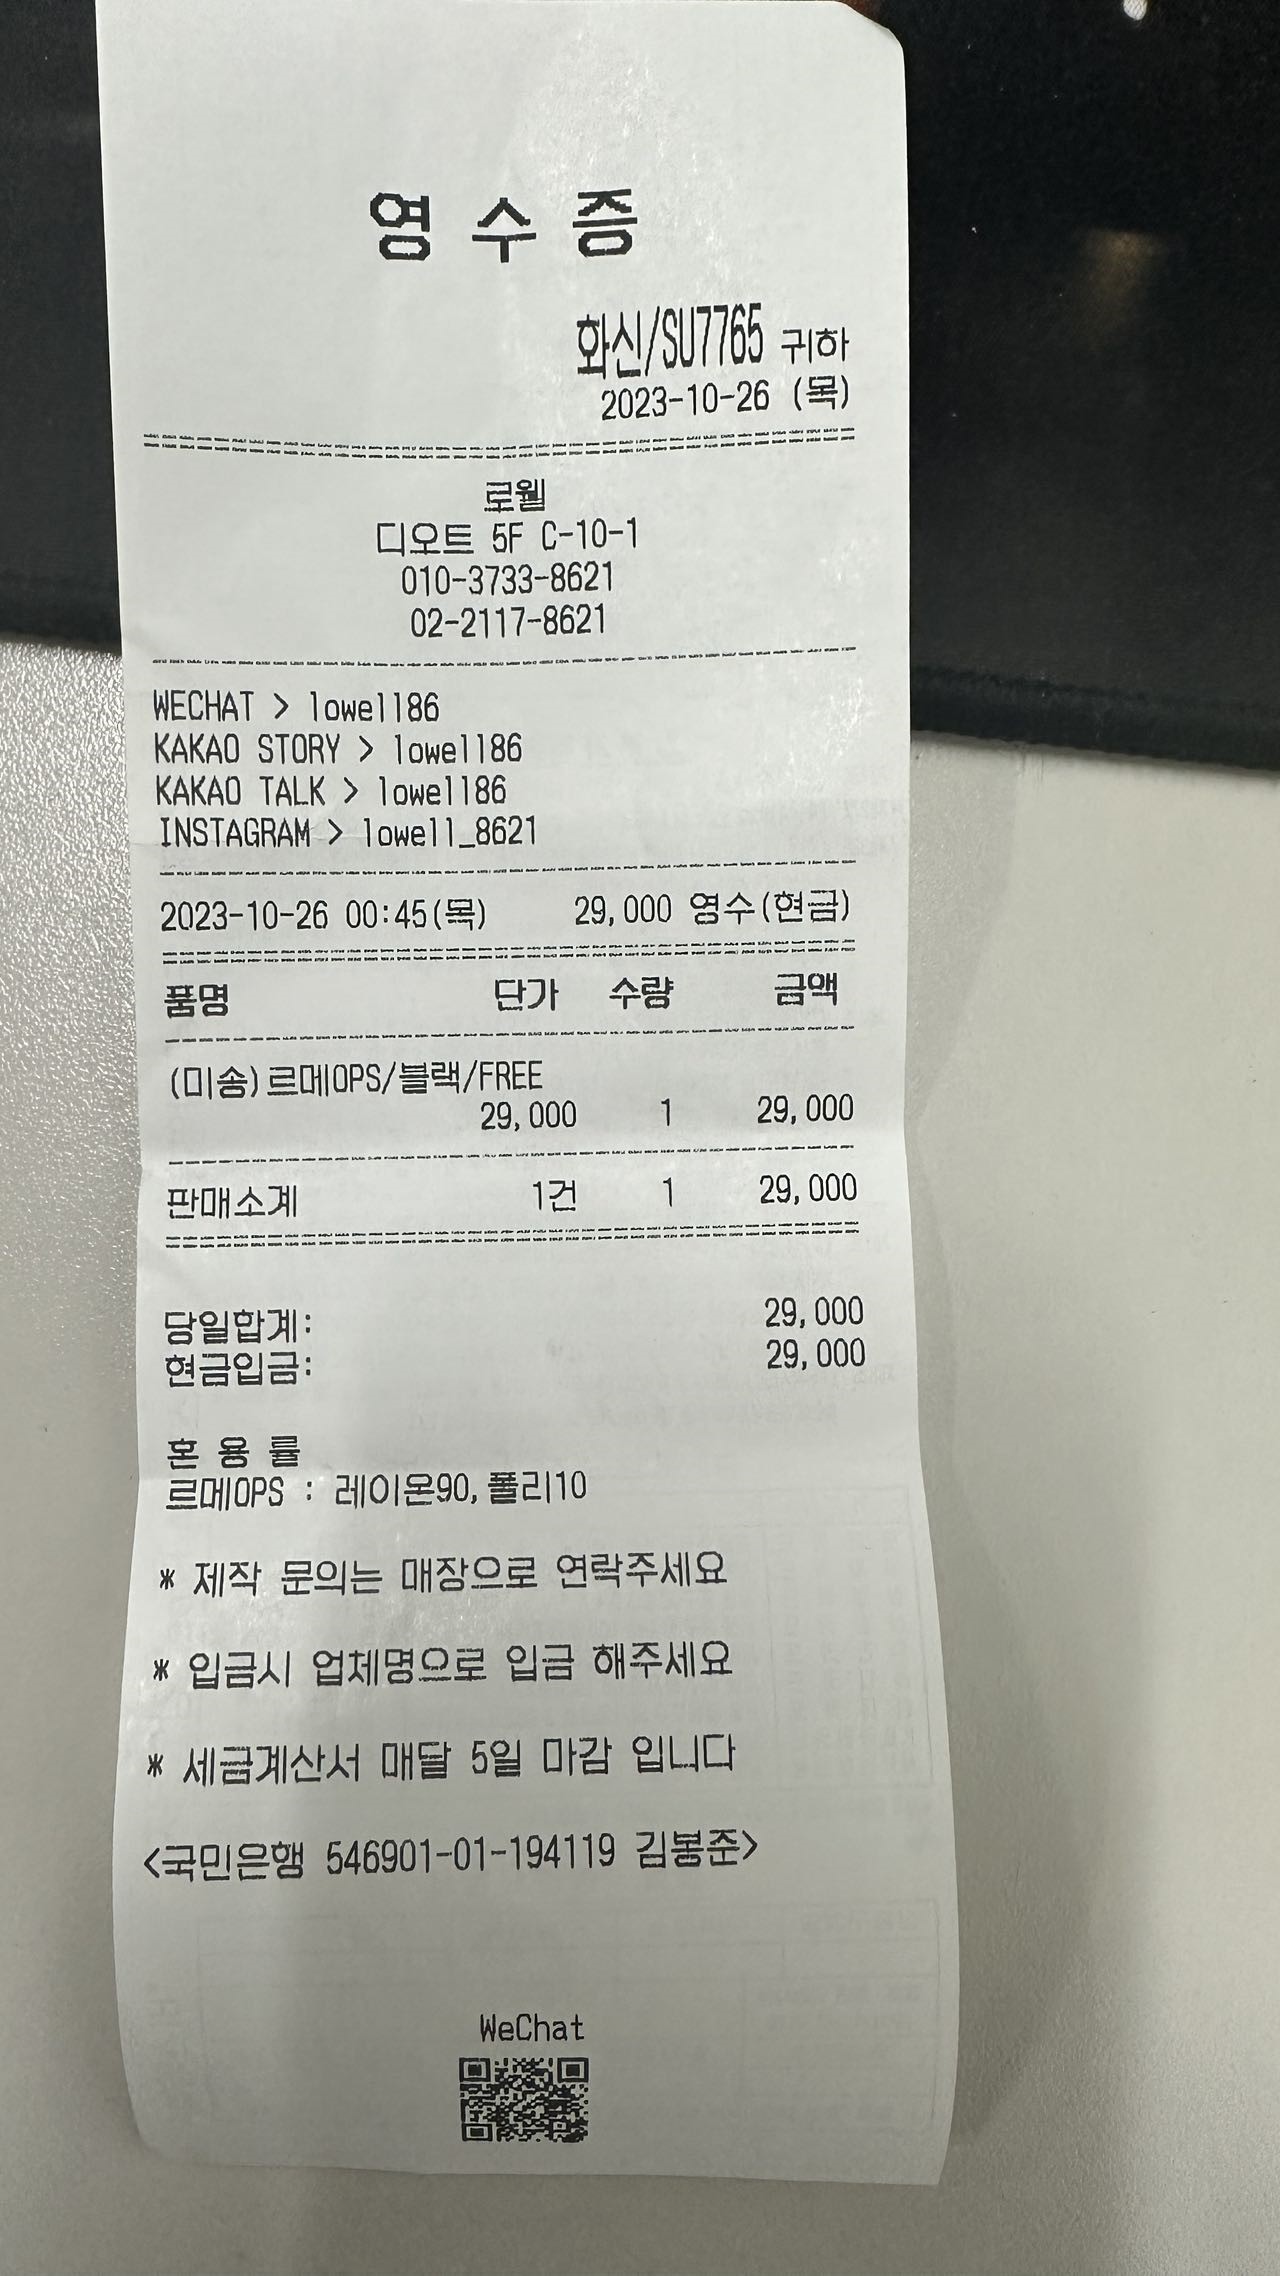 영 수 증
화신/SU7765 귀하
2023-10-26 (목)
로웰
디오트 5F C-10-1
010-3733-8621
02-2117-8621
WECHAT > lowell86
KAKAO STORY > lowell86
KAKAO TALK > lowell86
INSTAGRAM > lowell_8621
2023-10-26 00:45(목) 29,000 영수(현금)
품명 단가 수량 금액
(미송)르메OPS/블랙/FREE
29,000 1 29,000
판매소계 1건 1 29,000
당일합계: 29,000
현금입금: 29,000
혼 용 률
르메OPS : 레이온90,폴리10
* 제작 문의는 매장으로 연락주세요
* 입금시 업체명으로 입금 해주세요
* 세금계산서 매달 5일 마감 입니다
<국민은행 546901-01-194119 김봉준>
WeChat